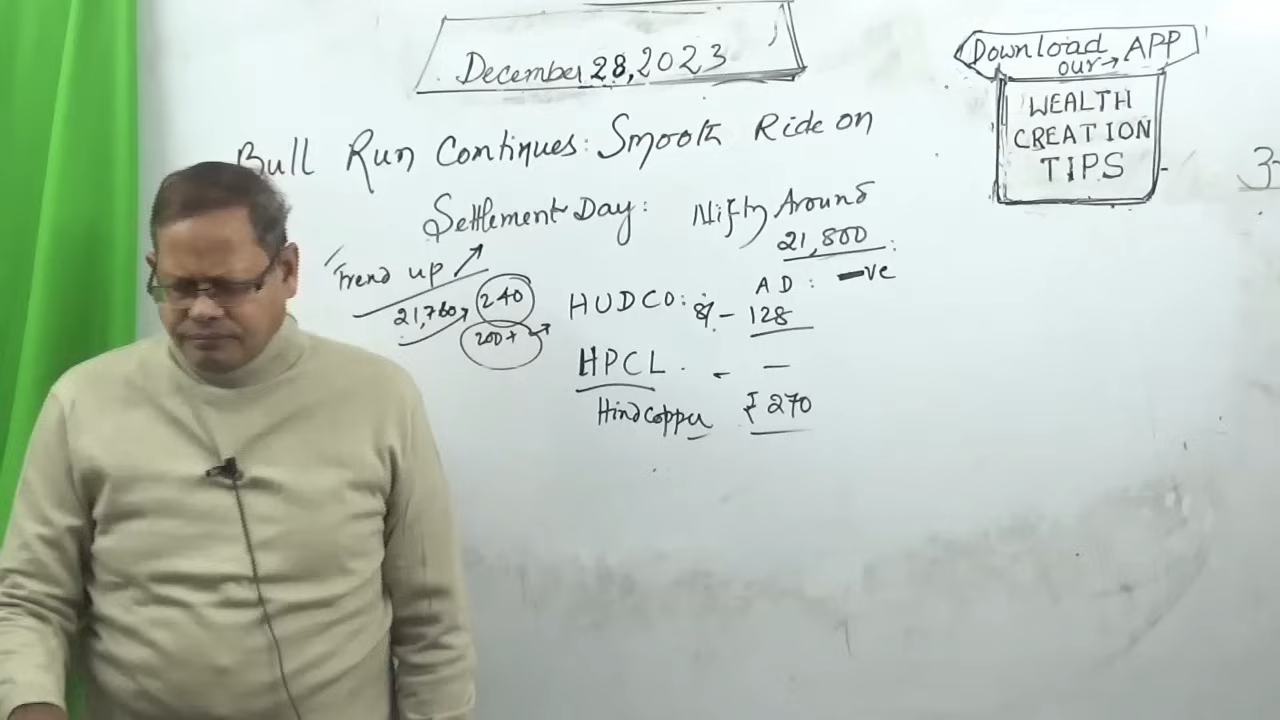 December 28, 2023
Download
our → APP
WEALTH
CREATION
TIPS
Bull Run Continues: Smooth Ride on
Settlement Day: Nifty Around
21,800
Trend up
21,760
240
200+
AD: -ve
HUDCO: - 128
HPCL - -
Hindcopper ₹ 270